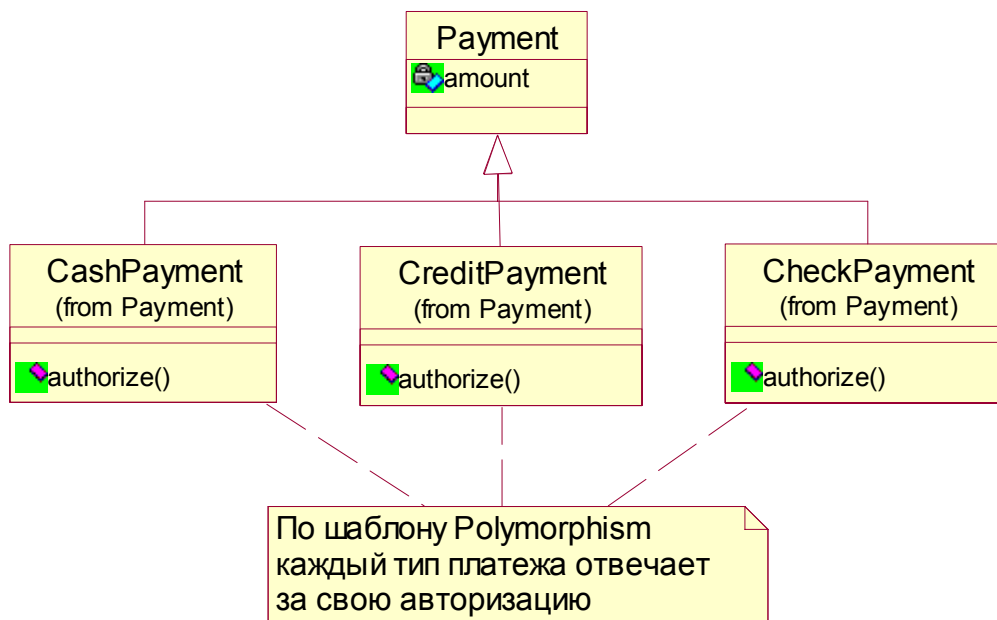 Payment
amount
CashPayment
(from Payment)
authorize()
CreditPayment
(from Payment)
authorize()
CheckPayment
(from Payment)
authorize()
По шаблону Polymorphism
каждый тип платежа отвечает
за свою авторизацию